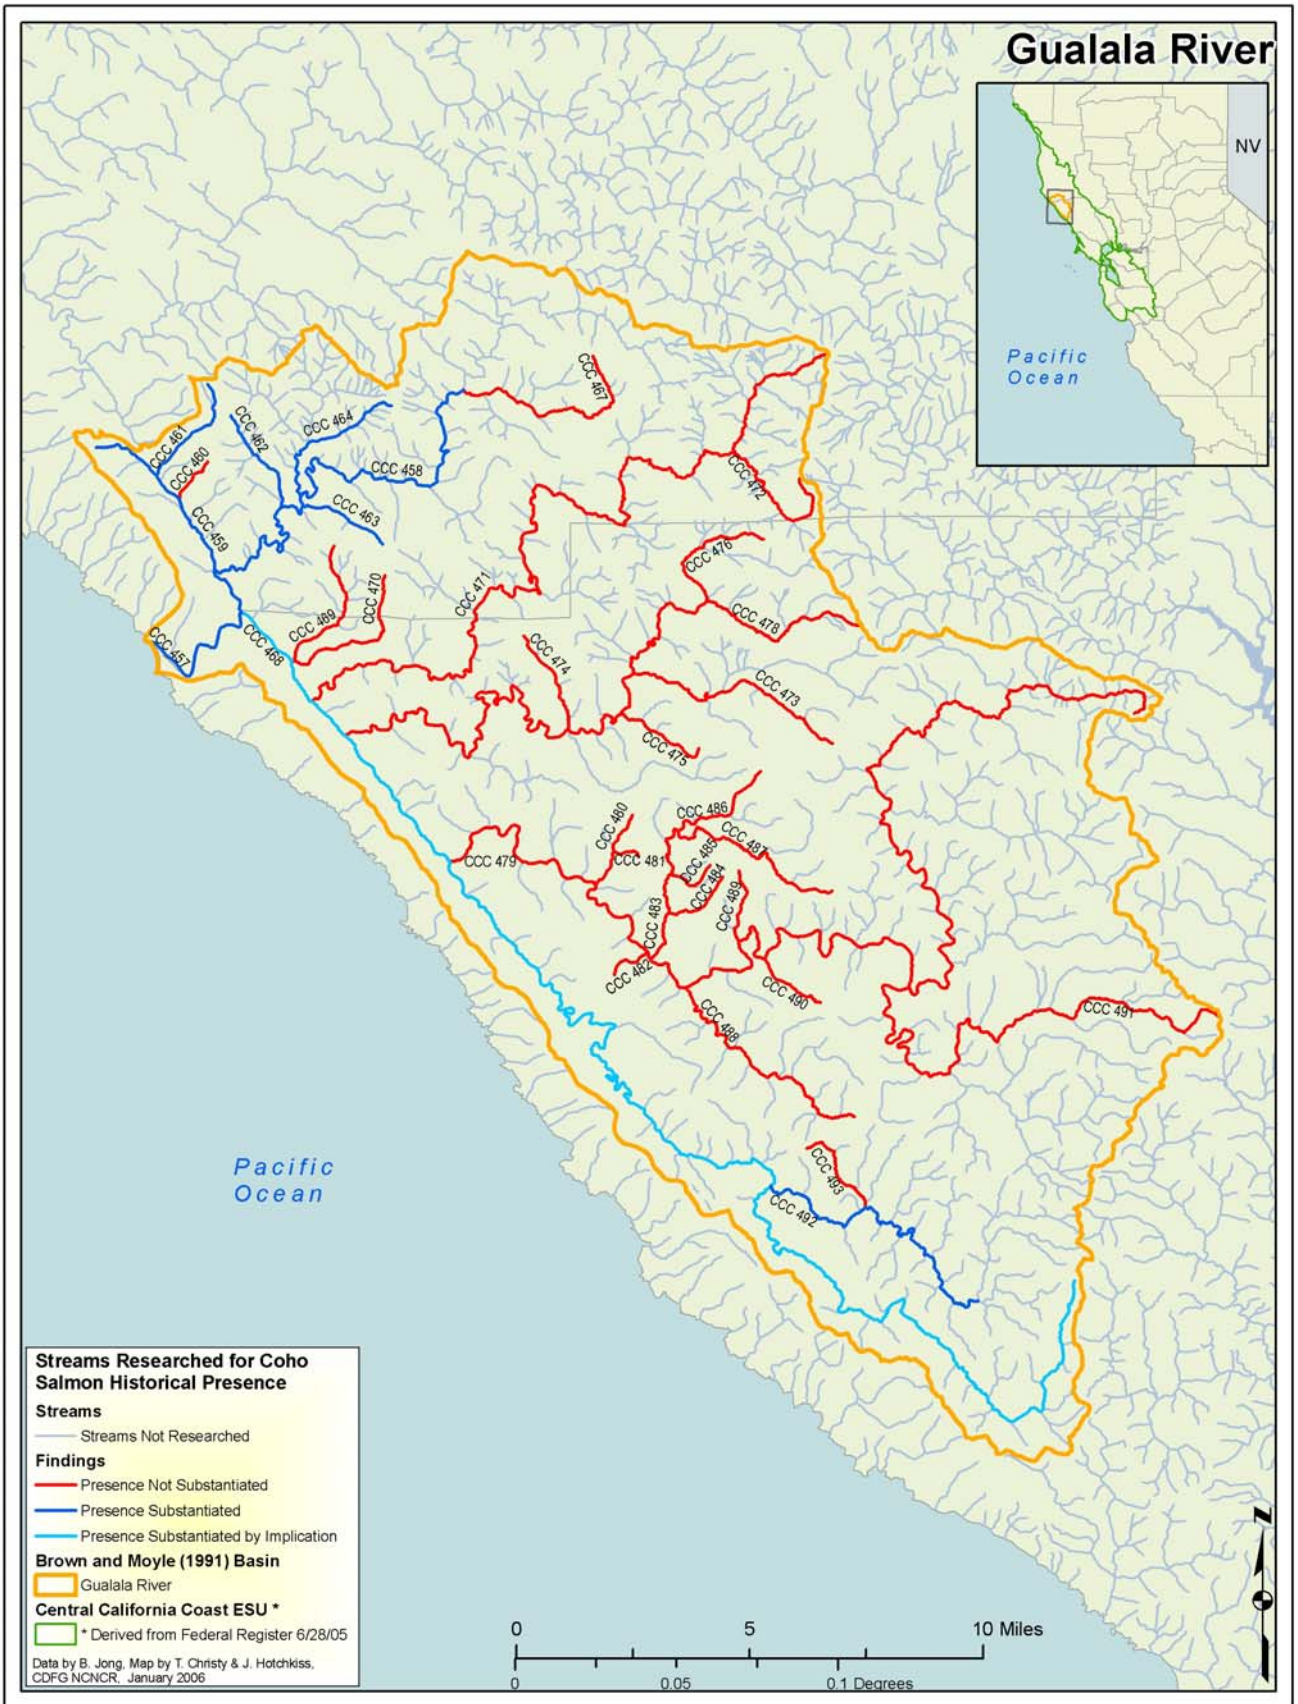 Gualala River
NV
Pacific
Ocean
CCC 467
CCC 464
CCC 462
CCC 461
CCC 460
CCC 458
CCC 472
CCC 463
CCC 459
CCC 476
CCC 471
CCC 470
CCC 469
CCC 478
CCC 468
CCC 457
CCC 474
CCC 473
CCC 475
CCC 486
CCC 480
CCC 487
CCC 485
CCC 479
CCC 481
CCC 484
CCC 489
CCC 483
CCC 482
CCC 490
CCC 488
CCC 491
CCC 493
CCC 492
Pacific
Ocean
Streams Researched for Coho
Salmon Historical Presence
Streams
Streams Not Researched
Findings
Presence Not Substantiated
Presence Substantiated
Presence Substantiated by Implication
Brown and Moyle (1991) Basin
Gualala River
Central California Coast ESU *
* Derived from Federal Register 6/28/05
Data by B. Jong, Map by T. Christy & J. Hotchkiss,
CDFG NCNCR, January 2006
0 5 10 Miles
0 0.05 0.1 Degrees
N